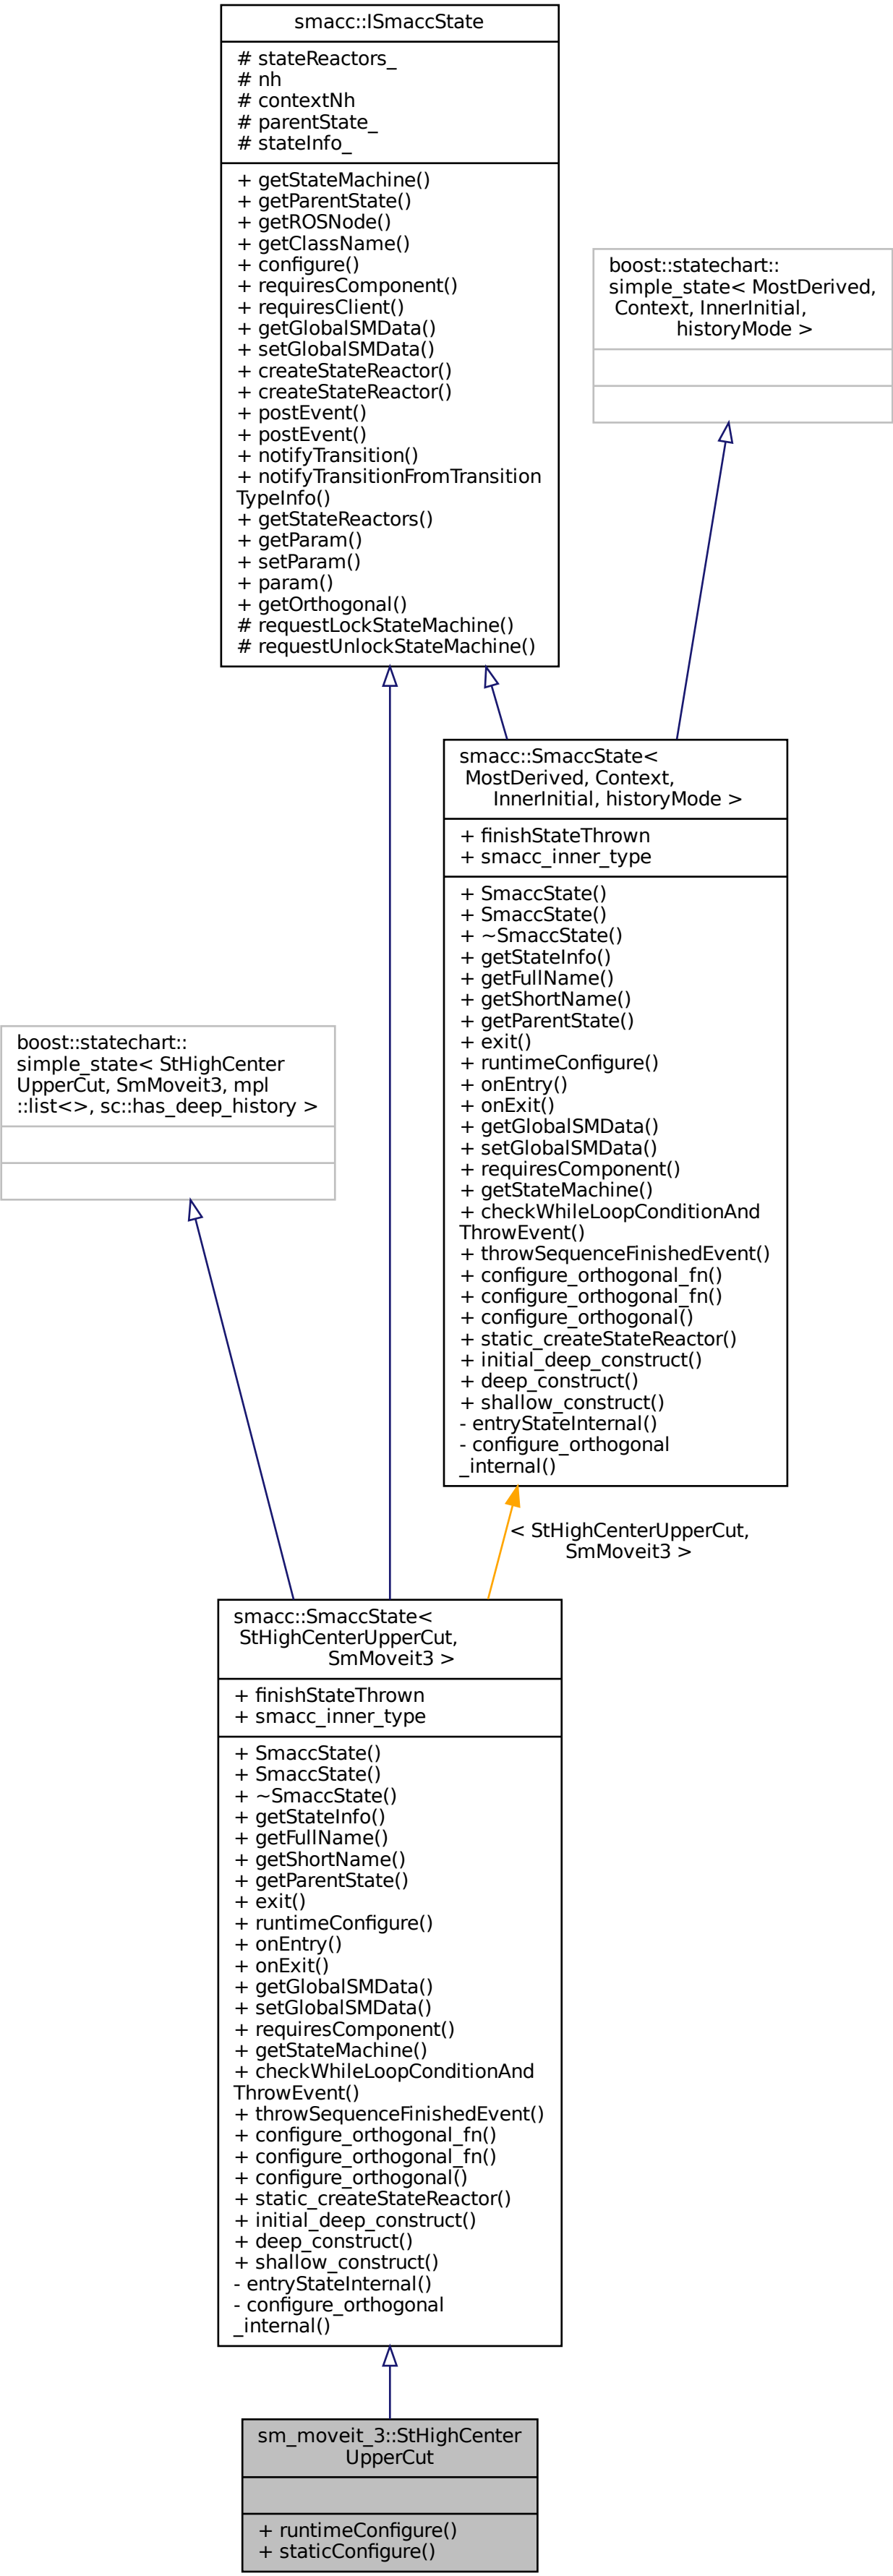 smacc::ISmaccState
# stateReactors_
# nh
# contextNh
# parentState_
# stateInfo_
+ getStateMachine()
+ getParentState()
+ getROSNode()
+ getClassName()
+ configure()
+ requiresComponent()
+ requiresClient()
+ getGlobalSMData()
+ setGlobalSMData()
+ createStateReactor()
+ createStateReactor()
+ postEvent()
+ postEvent()
+ notifyTransition()
+ notifyTransitionFromTransition
TypeInfo()
+ getStateReactors()
+ getParam()
+ setParam()
+ param()
+ getOrthogonal()
# requestLockStateMachine()
# requestUnlockStateMachine()
boost::statechart::
simple_state< MostDerived,
Context, InnerInitial,
historyMode >
smacc::SmaccState<
MostDerived, Context,
InnerInitial, historyMode >
+ finishStateThrown
+ smacc_inner_type
+ SmaccState()
+ SmaccState()
+ ~SmaccState()
+ getStateInfo()
+ getFullName()
+ getShortName()
+ getParentState()
+ exit()
+ runtimeConfigure()
+ onEntry()
+ onExit()
+ getGlobalSMData()
+ setGlobalSMData()
+ requiresComponent()
+ getStateMachine()
+ checkWhileLoopConditionAnd
ThrowEvent()
+ throwSequenceFinishedEvent()
+ configure_orthogonal_fn()
+ configure_orthogonal_fn()
+ configure_orthogonal()
+ static_createStateReactor()
+ initial_deep_construct()
+ deep_construct()
+ shallow_construct()
- entryStateInternal()
- configure_orthogonal
_internal()
boost::statechart::
simple_state< StHighCenter
UpperCut, SmMoveit3, mpl
::list<>, sc::has_deep_history >
< StHighCenterUpperCut,
SmMoveit3 >
smacc::SmaccState<
StHighCenterUpperCut,
SmMoveit3 >
+ finishStateThrown
+ smacc_inner_type
+ SmaccState()
+ SmaccState()
+ ~SmaccState()
+ getStateInfo()
+ getFullName()
+ getShortName()
+ getParentState()
+ exit()
+ runtimeConfigure()
+ onEntry()
+ onExit()
+ getGlobalSMData()
+ setGlobalSMData()
+ requiresComponent()
+ getStateMachine()
+ checkWhileLoopConditionAnd
ThrowEvent()
+ throwSequenceFinishedEvent()
+ configure_orthogonal_fn()
+ configure_orthogonal_fn()
+ configure_orthogonal()
+ static_createStateReactor()
+ initial_deep_construct()
+ deep_construct()
+ shallow_construct()
- entryStateInternal()
- configure_orthogonal
_internal()
sm_moveit_3::StHighCenter
UpperCut
+ runtimeConfigure()
+ staticConfigure()